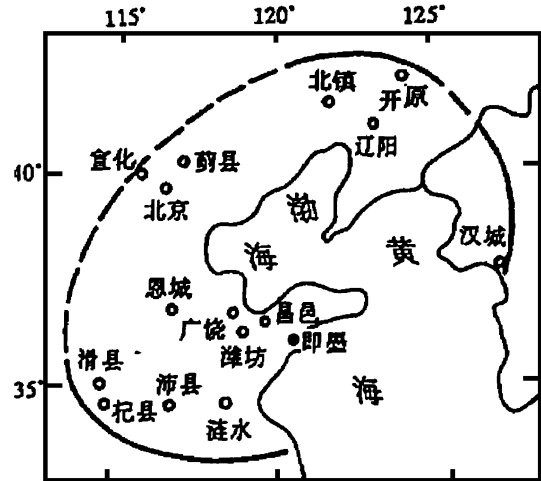 115° 120° 125°
北镇
开原
辽阳
40°
宣化
蓟县
北京
渤
海
黄
汉城
恩城
广饶
昌邑
潍坊
即墨
滑县
35°
杞县
沛县
涟水
海